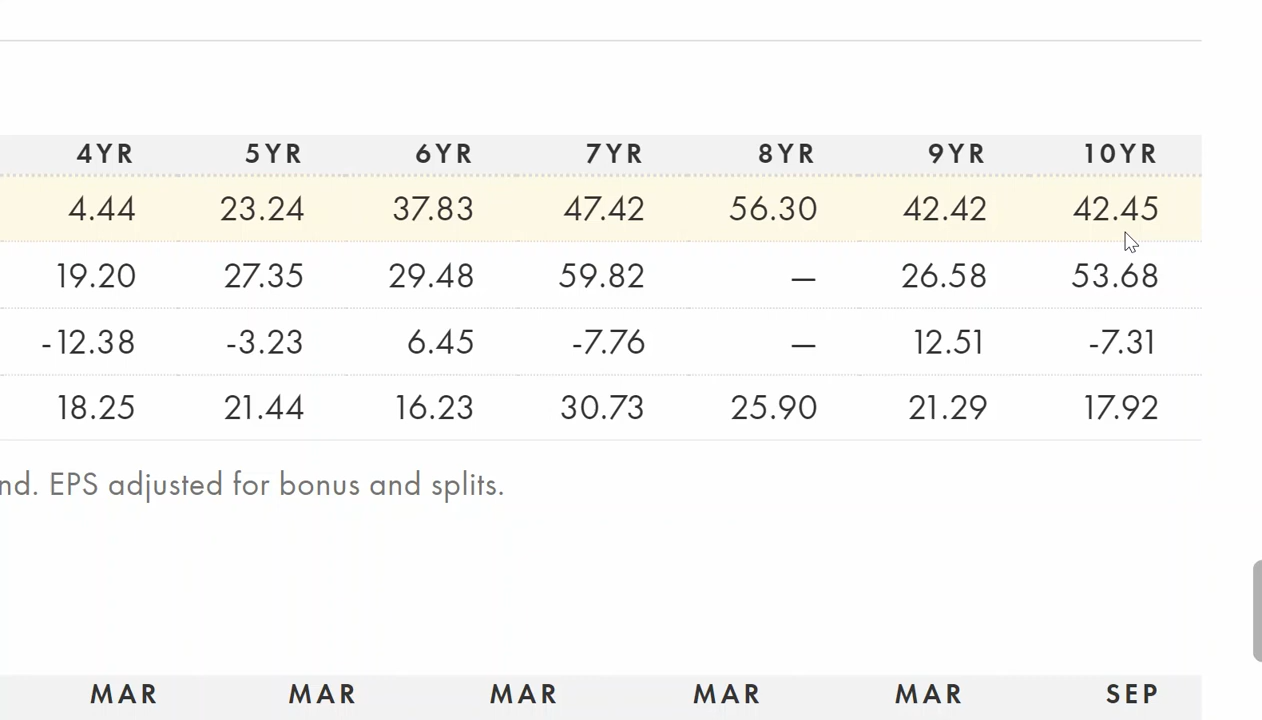 4YR 5YR 6YR 7YR 8YR 9YR 10YR
4.44 23.24 37.83 47.42 56.30 42.42 42.45
19.20 27.35 29.48 59.82 — 26.58 53.68
-12.38 -3.23 6.45 -7.76 — 12.51 -7.31
18.25 21.44 16.23 30.73 25.90 21.29 17.92
nd. EPS adjusted for bonus and splits.
MAR MAR MAR MAR MAR SEP